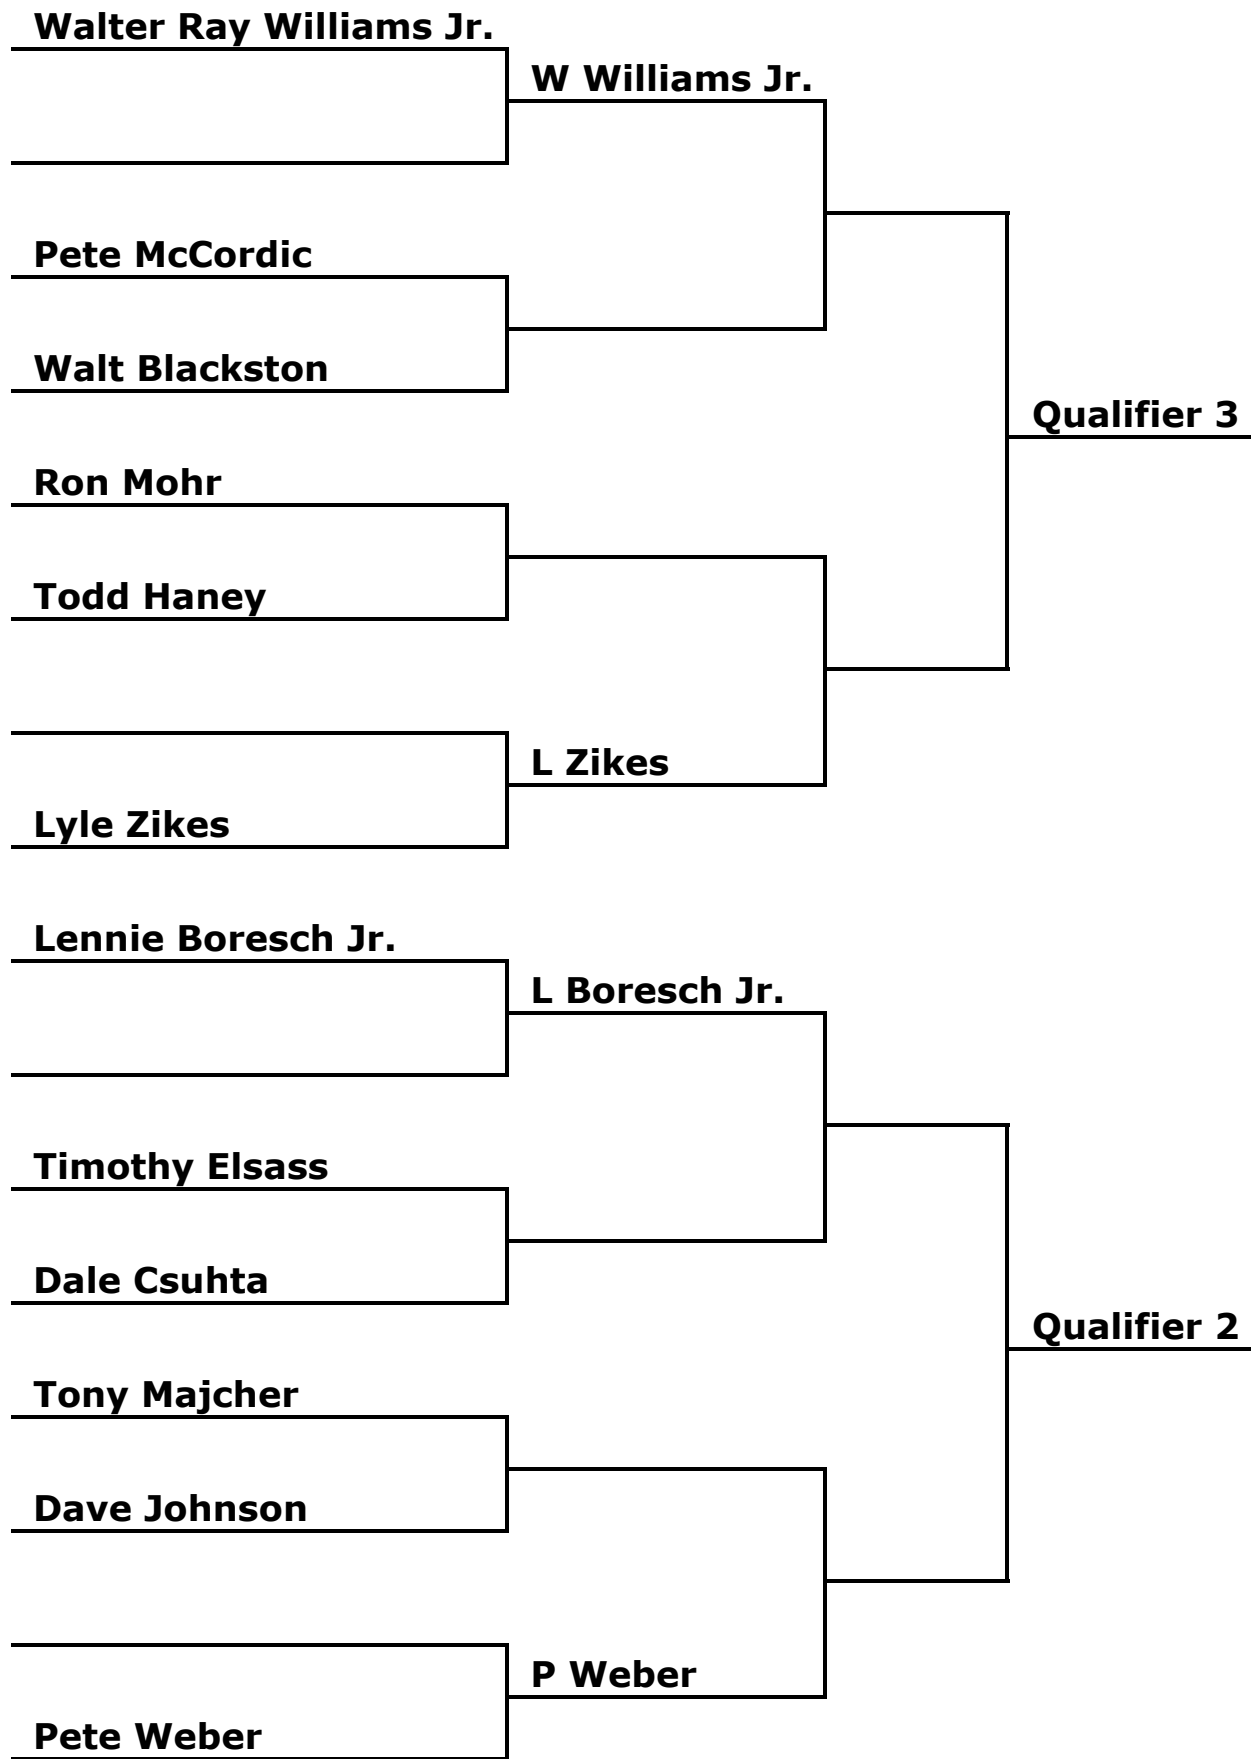 Walter Ray Williams Jr.
W Williams Jr.
Pete McCordic
Walt Blackston
Qualifier 3
Ron Mohr
Todd Haney
L Zikes
Lyle Zikes
Lennie Boresch Jr.
L Boresch Jr.
Timothy Elsass
Dale Csuhta
Qualifier 2
Tony Majcher
Dave Johnson
P Weber
Pete Weber